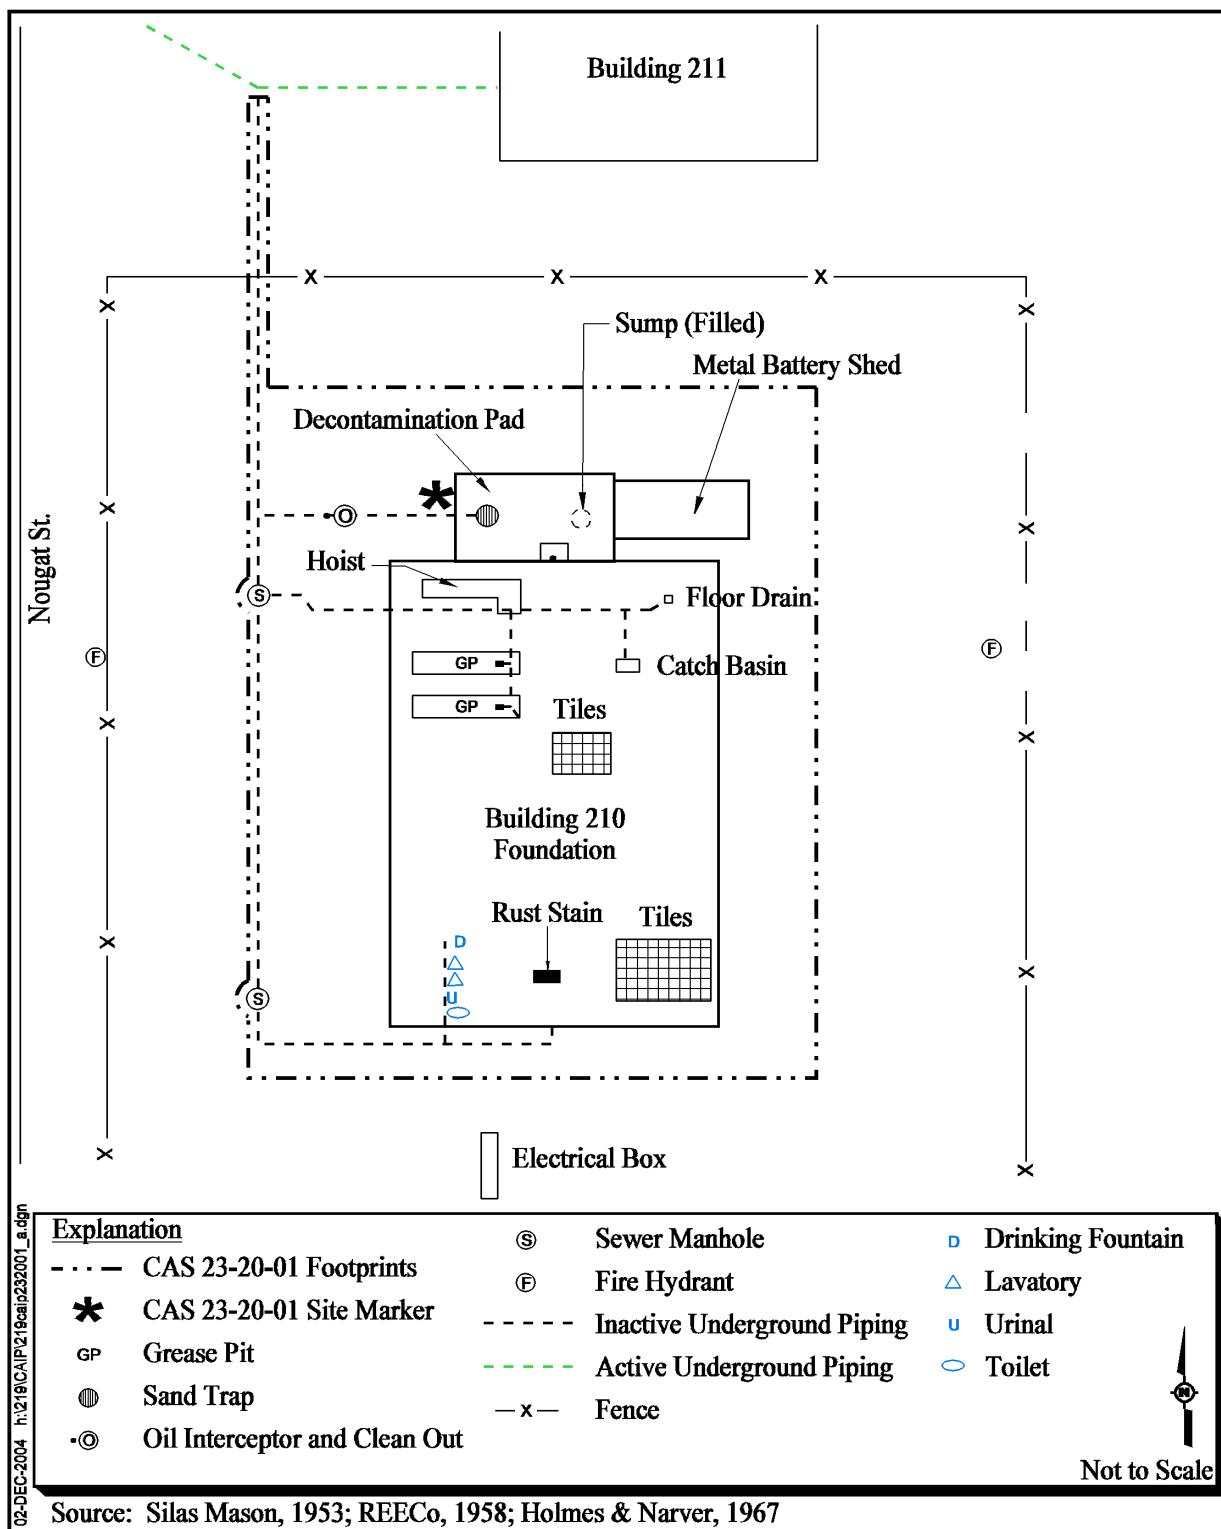 Building 211
X X X
X X
Sump (Filled)
Metal Battery Shed
Decontamination Pad
X X
O
Nougat St.
Hoist
S
Floor Drain
F F
GP
Catch Basin
GP
Tiles
X X
Building 210
Foundation
Rust Stain
Tiles
X X
D
U
S
X X
Electrical Box
Explanation
CAS 23-20-01 Footprints
CAS 23-20-01 Site Marker
GP Grease Pit
Sand Trap
O Oil Interceptor and Clean Out
S Sewer Manhole
F Fire Hydrant
Inactive Underground Piping
Active Underground Piping
X Fence
D Drinking Fountain
Lavatory
U Urinal
Toilet
N
Not to Scale
02-DEC-2004 h:\219\CAIP\219caip232001_a.dgn
Source: Silas Mason, 1953; REECo, 1958; Holmes & Narver, 1967